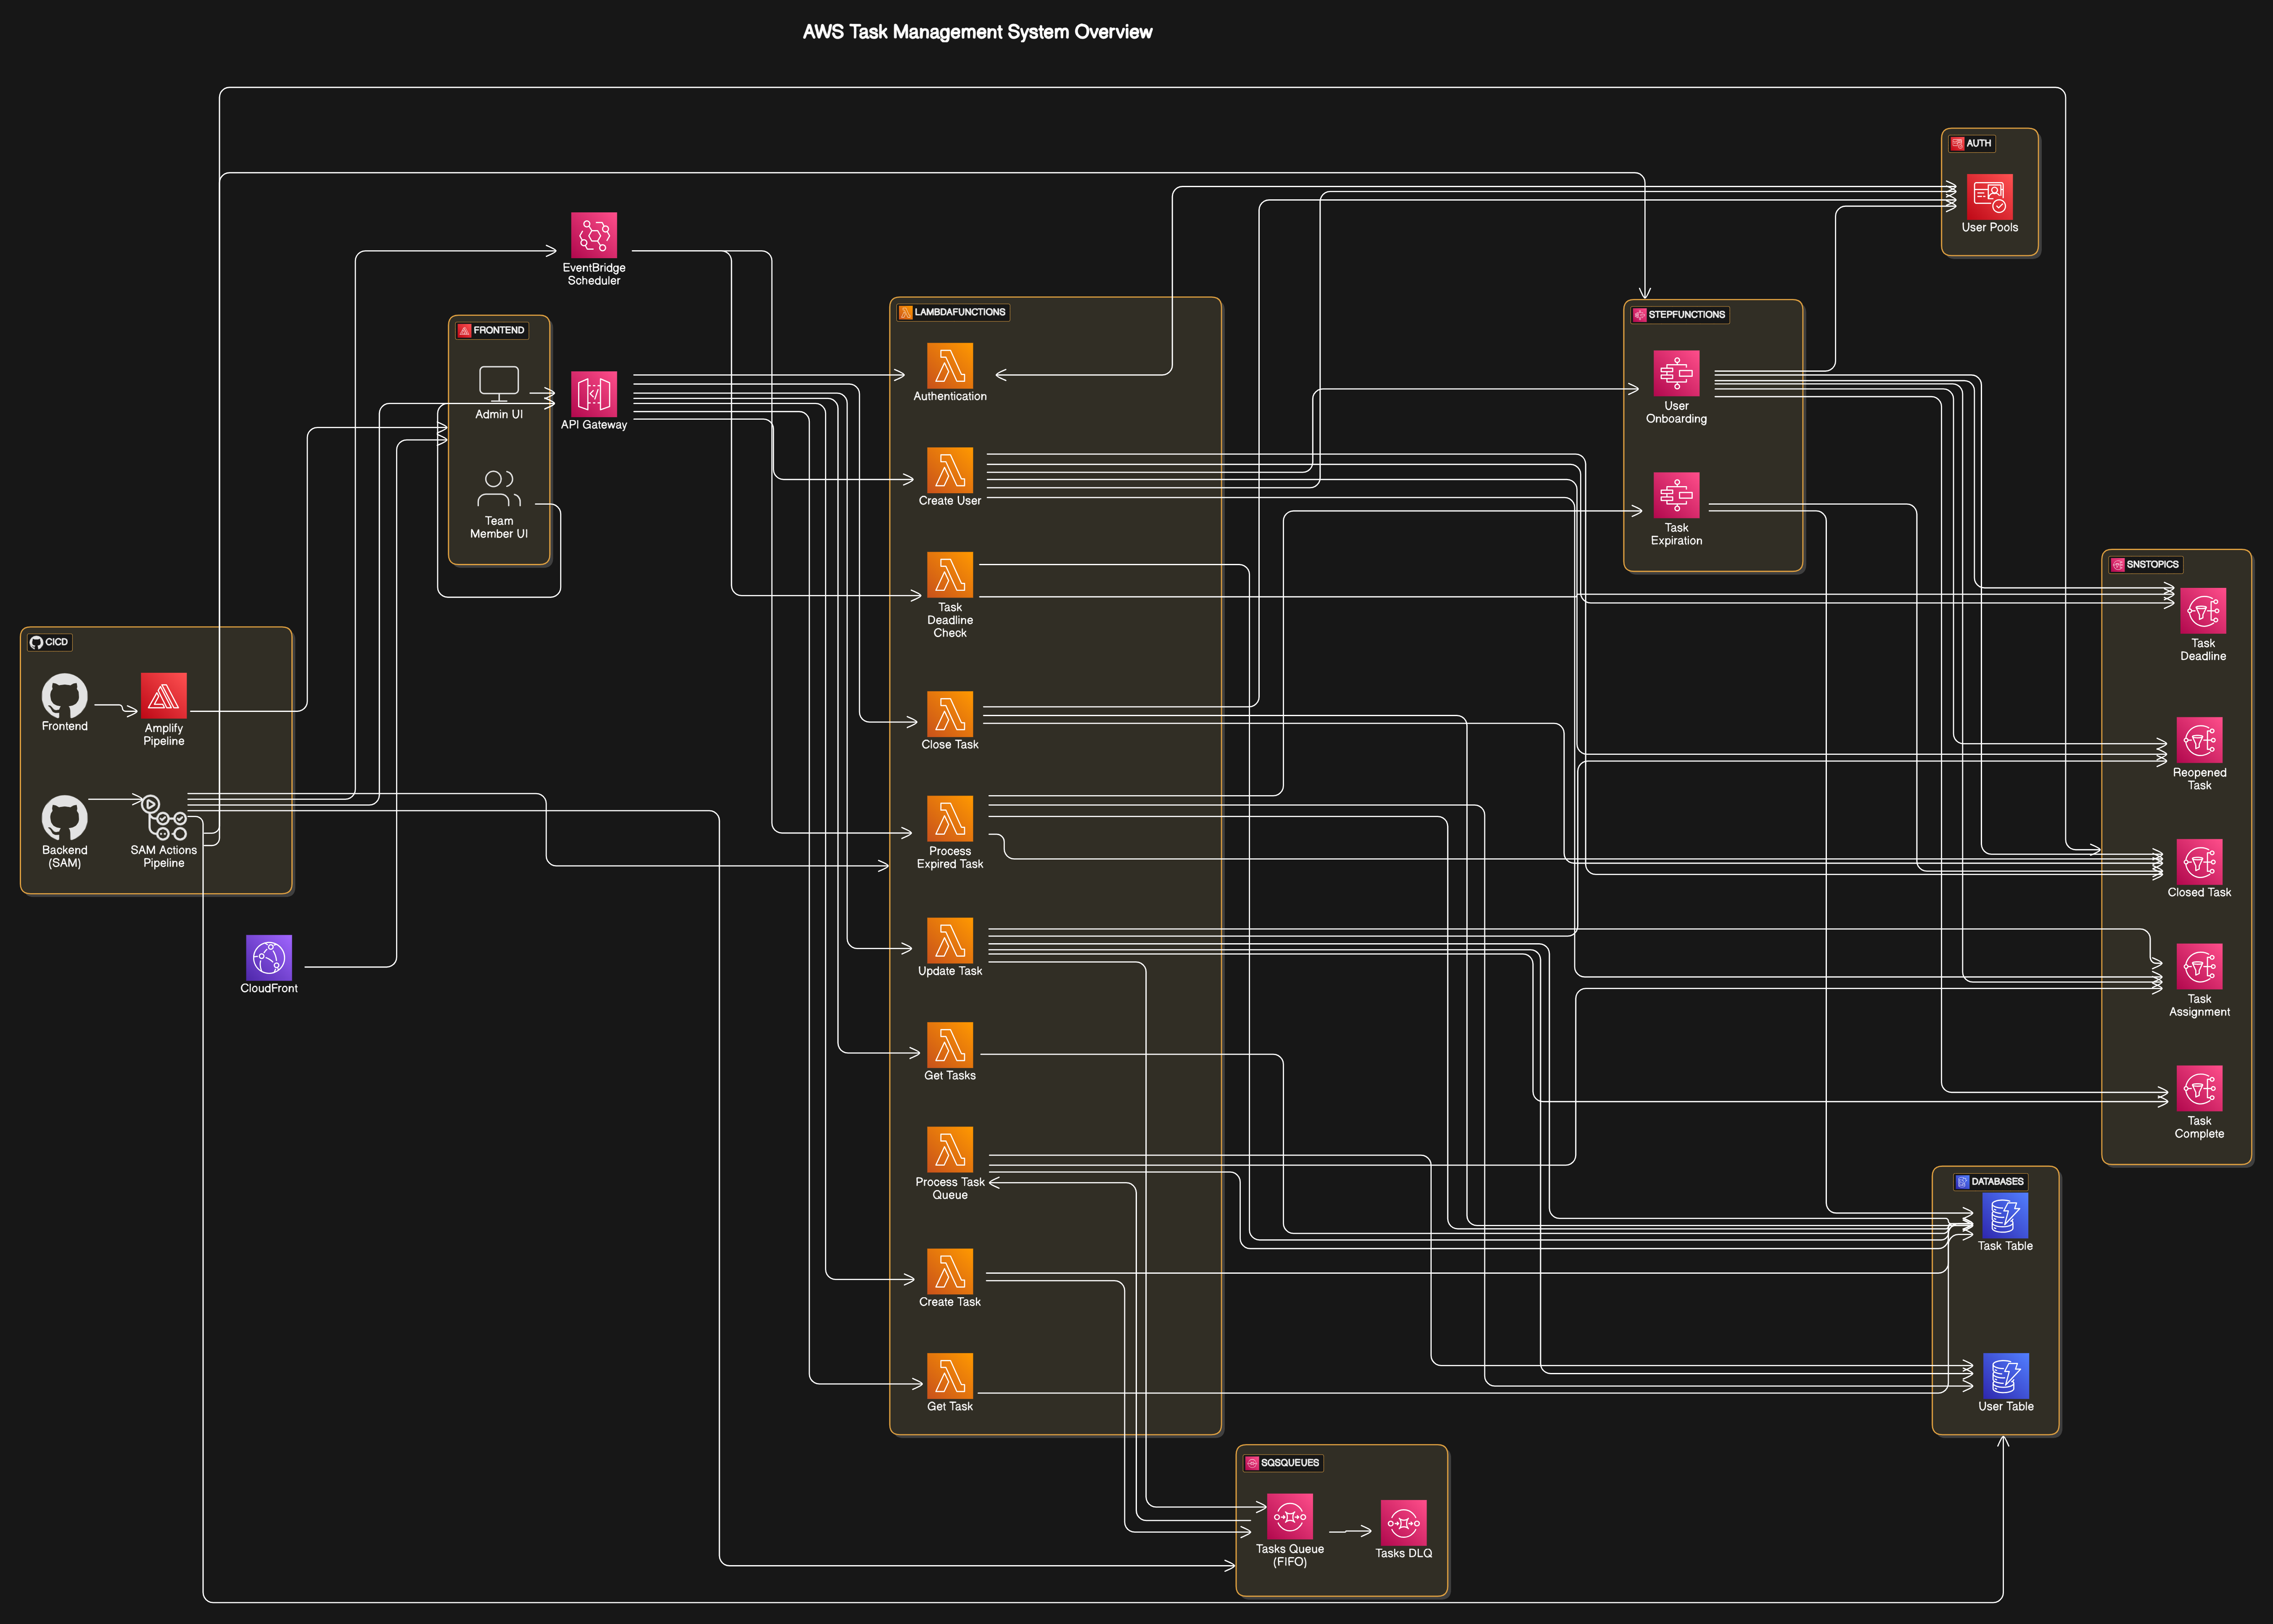 AWS Task Management System Overview
AUTH
User Pools
EventBridge
Scheduler
FRONTEND
Admin UI
Team
Member UI
API Gateway
LAMBDAFUNCTIONS
Authentication
Create User
Task
Deadline
Check
Close Task
Process
Expired Task
Update Task
Get Tasks
Process Task
Queue
Create Task
Get Task
STEPFUNCTIONS
User
Onboarding
Task
Expiration
SNSTOPICS
Task
Deadline
Reopened
Task
Closed Task
Task
Assignment
Task
Complete
CICD
Frontend
Amplify
Pipeline
Backend
(SAM)
SAM Actions
Pipeline
CloudFront
DATABASES
Task Table
User Table
SQSQUEUES
Tasks Queue
(FIFO)
Tasks DLQ